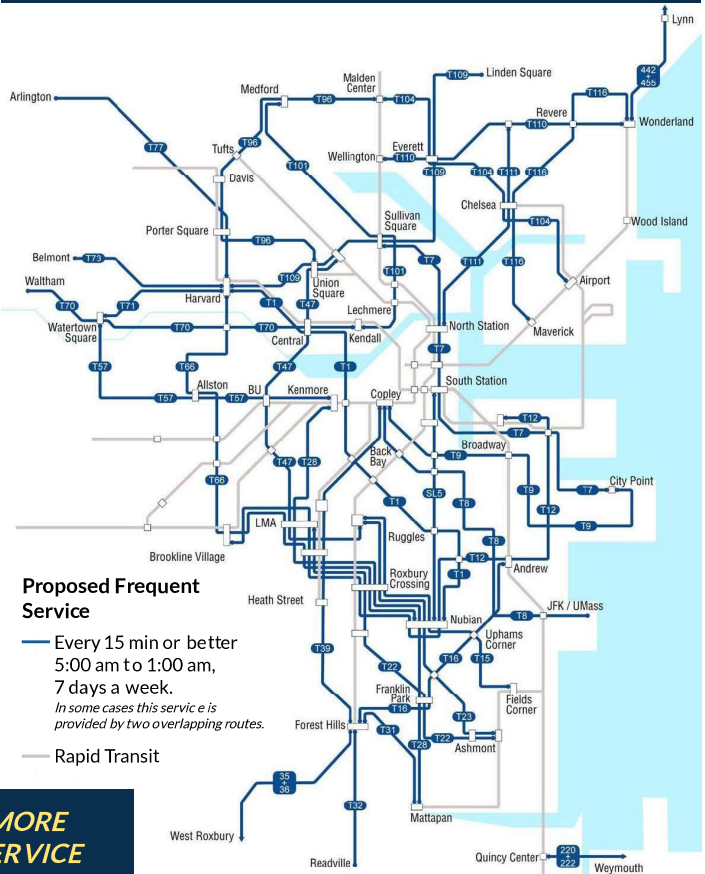 Lynn
442
+
455
Linden Square
T109
Malden
Center
Medford
T96
T104
Arlington
T116
Revere
T110
Wonderland
T77
T96
Tufts
Everett
Wellington
T110
T101
T109
T104
T111
T116
Davis
Chelsea
Sullivan
Square
T104
Wood Island
Porter Square
T96
Belmont
T73
T7
T111
T116
T109
T101
Airport
Waltham
Union
Square
T70
T71
Harvard
T1
T47
Lechmere
Watertown
Square
T70
T70
Central
Kendall
North Station
Maverick
T7
T57
T66
T47
T1
Allston
BU
Kenmore
Copley
South Station
T57
T57
T12
T7
Broadway
Back
Bay
T9
T47
T28
T66
T1
SL5
T8
T9
T12
City Point
T7
T9
LMA
Ruggles
T8
Brookline Village
T12
Andrew
Roxbury
Crossing
T1
Heath Street
Nubian
T8
JFK / UMass
Uphams
Corner
T39
T22
T16
T15
Franklin
Park
T16
Fields
Corner
T23
Forest Hills
T31
T28
T22
Ashmont
35
+
36
T32
Mattapan
West Roxbury
Readville
Quincy Center
220
+
222
Weymouth
Proposed Frequent
Service
Every 15 min or better
5:00 am to 1:00 am,
7 days a week.
In some cases this service is
provided by two overlapping routes.
Rapid Transit
MORE
ERVICE